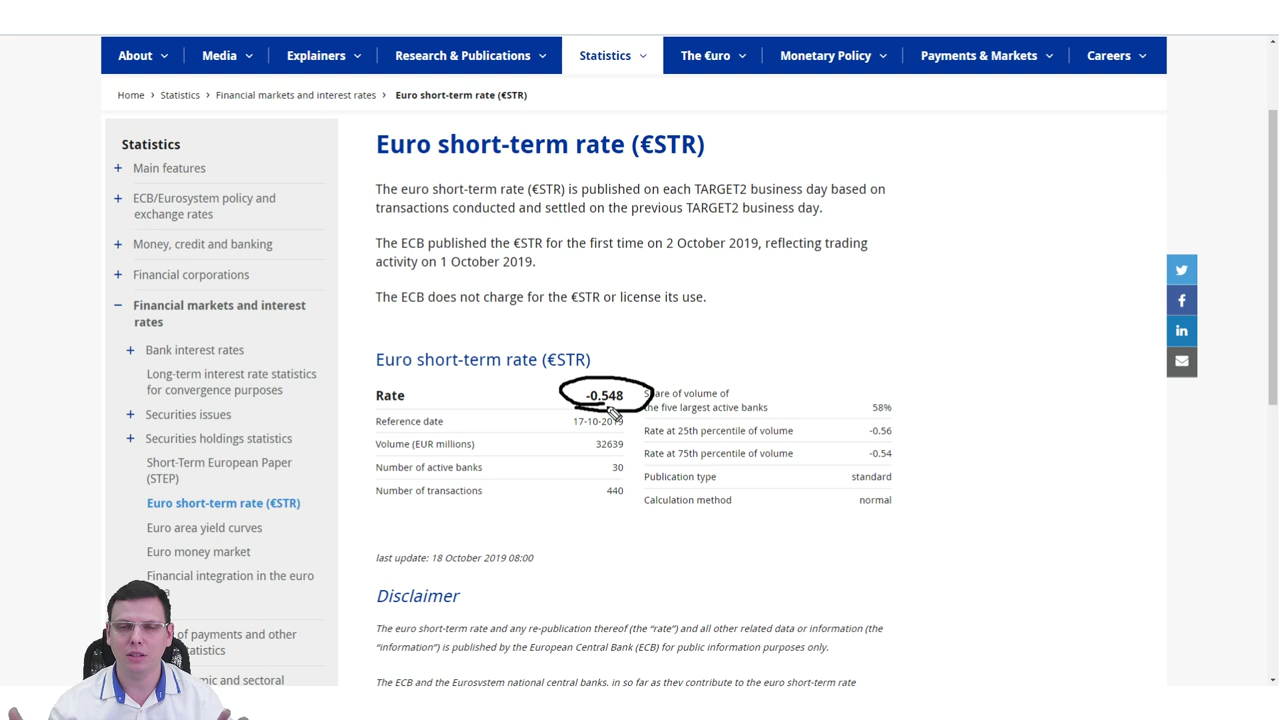 About
Media
Explainers
Research & Publications
Statistics
The €uro
Monetary Policy
Payments & Markets
Careers
Home › Statistics › Financial markets and interest rates › Euro short-term rate (€STR)
Statistics
+ Main features
+ ECB/Eurosystem policy and
exchange rates
+ Money, credit and banking
+ Financial corporations
− Financial markets and interest
rates
+ Bank interest rates
Long-term interest rate statistics
for convergence purposes
+ Securities issues
+ Securities holdings statistics
Short-Term European Paper
(STEP)
Euro short-term rate (€STR)
Euro area yield curves
Euro money market
Financial integration in the euro
of payments and other
and sectoral
Euro short-term rate (€STR)
The euro short-term rate (€STR) is published on each TARGET2 business day based on
transactions conducted and settled on the previous TARGET2 business day.
The ECB published the €STR for the first time on 2 October 2019, reflecting trading
activity on 1 October 2019.
The ECB does not charge for the €STR or license its use.
Euro short-term rate (€STR)
Rate -0.548
Reference date 17-10-2019
Volume (EUR millions) 32639
Number of active banks 30
Number of transactions 440
Share of volume of
the five largest active banks 58%
Rate at 25th percentile of volume -0.56
Rate at 75th percentile of volume -0.54
Publication type standard
Calculation method normal
last update: 18 October 2019 08:00
Disclaimer
The euro short-term rate and any re-publication thereof (the “rate”) and all other related data or information (the
“information”) is published by the European Central Bank (ECB) for public information purposes only.
The ECB and the Eurosystem national central banks, in so far as they contribute to the euro short-term rate